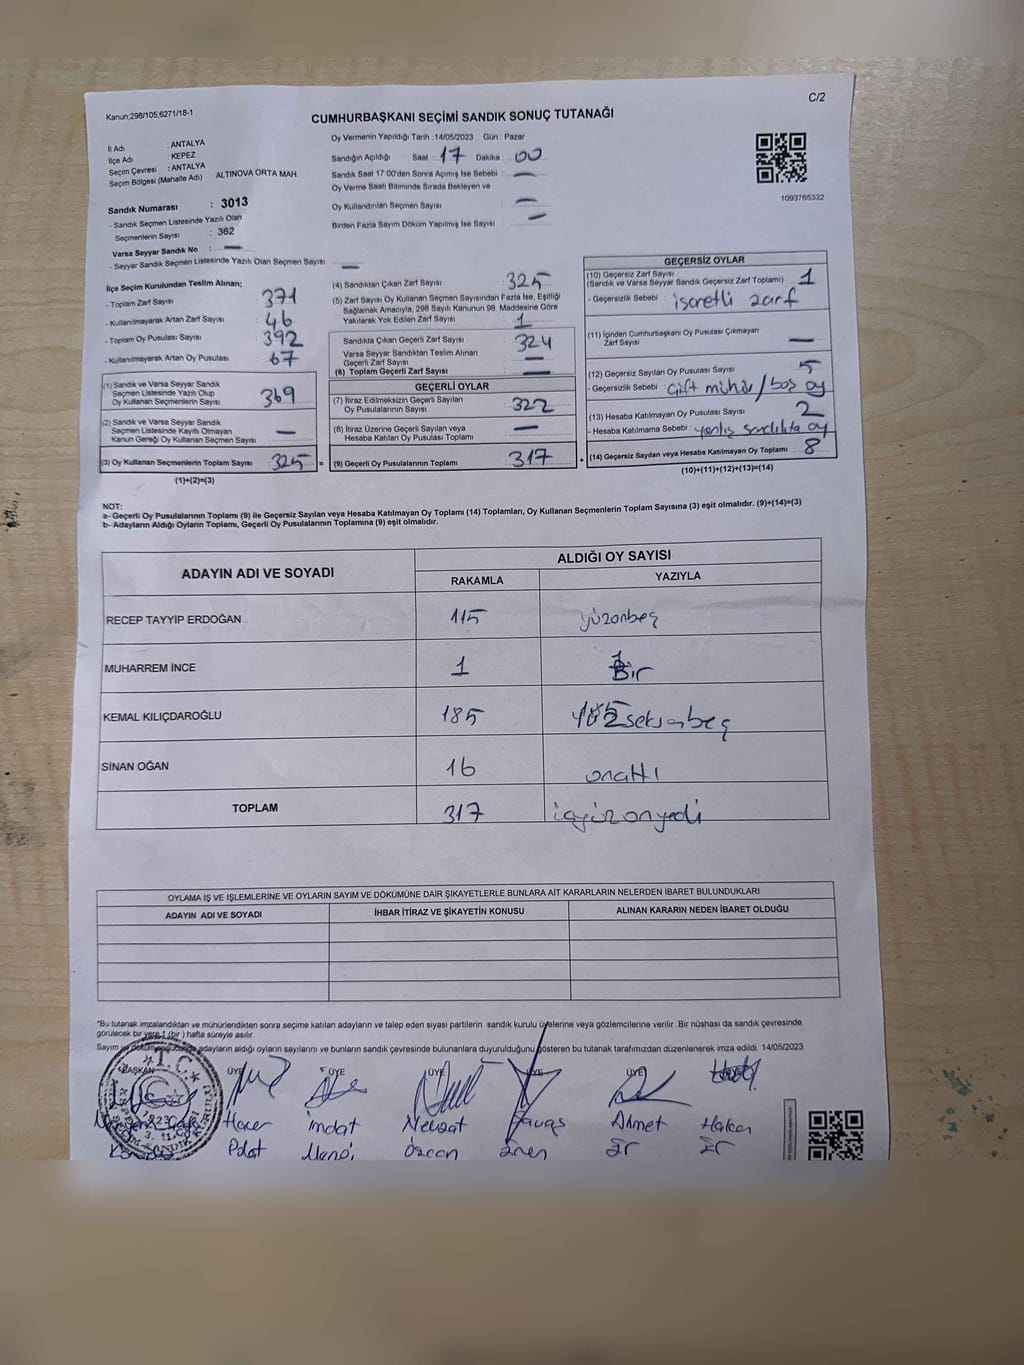 Kanun:298/105;6271/18-1
C/2
CUMHURBAŞKANI SEÇİMİ SANDIK SONUÇ TUTANAĞI
İl Adı : ANTALYA
İlçe Adı : KEPEZ
Seçim Çevresi : ANTALYA
Seçim Bölgesi (Mahalle Adı) : ALTINOVA ORTA MAH
Sandık Numarası : 3013
- Sandık Seçmen Listesinde Yazılı Olan
Seçmenlerin Sayısı : 362
Varsa Seyyar Sandık No : —
- Seyyar Sandık Seçmen Listesinde Yazılı Olan Seçmen Sayısı: —
Oy Vermenin Yapıldığı Tarih : 14/05/2023 Gün : Pazar
Sandığın Açıldığı Saat : 17 Dakika : 00
Sandık Saat 17:00'den Sonra Açımış İse Sebebi : —
Oy Verme Saati Bitiminde Sırada Bekleyen ve
Oy Kullandırılan Seçmen Sayısı : —
Birden Fazla Sayım Döküm Yapılmış İse Sayısı : —
1093765332
İlçe Seçim Kurulundan Teslim Alınan;
- Toplam Zarf Sayısı : 371
- Kullanılmayarak Artan Zarf Sayısı : 46
- Toplam Oy Pusulası Sayısı : 392
- Kullanılmayarak Artan Oy Pusulası : 67
(1) Sandık ve Varsa Seyyar Sandık
Seçmen Listesinde Yazılı Olup
Oy Kullanan Seçmenlerin Sayısı : 369
(2) Sandık ve Varsa Seyyar Sandık
Seçmen Listesinde Kayıtlı Olmayan
Kanun Gereği Oy Kullanan Seçmen Sayısı : —
(3) Oy Kullanan Seçmenlerin Toplam Sayısı : 325 =
(1)+(2)=(3)
(4) Sandıktan Çıkan Zarf Sayısı : 325
(5) Zarf Sayısı Oy Kullanan Seçmen Sayısından Fazla İse, Eşitliği
Sağlamak Amacıyla, 298 Sayılı Kanunun 98. Maddesine Göre
Yakılarak Yok Edilen Zarf Sayısı : 1
Sandıkta Çıkan Geçerli Zarf Sayısı : 324
Varsa Seyyar Sandıktan Teslim Alınan
Geçerli Zarf Sayısı : —
(6) Toplam Geçerli Zarf Sayısı : —
GEÇERLİ OYLAR
(7) İtiraz Edilmeksizin Geçerli Sayılan
Oy Pusulalarının Sayısı : 322
(8) İtiraz Üzerine Geçerli Sayılan veya
Hesaba Katılan Oy Pusulası Toplamı : —
(9) Geçerli Oy Pusulalarının Toplamı : 317 +
GEÇERSİZ OYLAR
(10) Geçersiz Zarf Sayısı : 1
(Sandık ve Varsa Seyyar Sandık Geçersiz Zarf Toplamı)
- Geçersizlik Sebebi : işaretli zarf
(11) İçinden Cumhurbaşkanı Oy Pusulası Çıkmayan
Zarf Sayısı : —
(12) Geçersiz Sayılan Oy Pusulası Sayısı : 5
- Geçersizlik Sebebi : çift mühür/boş oy
(13) Hesaba Katılmayan Oy Pusulası Sayısı : 2
- Hesaba Katılmama Sebebi : yanlış sandıkta oy
(14) Geçersiz Sayılan veya Hesaba Katılmayan Oy Toplamı : 8
(10)+(11)+(12)+(13)=(14)
NOT:
a- Geçerli Oy Pusulalarının Toplamı (9) ile Geçersiz Sayılan veya Hesaba Katılmayan Oy Toplamı (14) Toplamları, Oy Kullanan Seçmenlerin Toplam Sayısına (3) eşit olmalıdır. (9)+(14)=(3)
b- Adayların Aldığı Oyların Toplamı, Geçerli Oy Pusulalarının Toplamına (9) eşit olmalıdır.
ADAYIN ADI VE SOYADI
ALDIĞI OY SAYISI
RAKAMLA YAZIYLA
RECEP TAYYİP ERDOĞAN 115 yüzonbeş
MUHARREM İNCE 1 Bir
KEMAL KILIÇDAROĞLU 185 seksenbeş
SİNAN OĞAN 16 onaltı
TOPLAM 317 üçyüzonyedi
OYLAMA İŞ VE İŞLEMLERİNE VE OYLARIN SAYIM VE DÖKÜMÜNE DAİR ŞİKAYETLERLE BUNLARA AİT KARARLARIN NELERDEN İBARET BULUNDUKLARI
ADAYIN ADI VE SOYADI İHBAR İTİRAZ VE ŞİKAYETİN KONUSU ALINAN KARARIN NEDEN İBARET OLDUĞU
*Bu tutanak imzalandıktan ve mühürlendikten sonra seçime katılan adayların ve talep eden siyasi partilerin sandık kurulu üyelerine veya gözlemcilerine verilir. Bir nüshası da sandık çevresinde
görülecek bir yere 1 (bir) hafta süreyle asılır.
Sayım ve adayların aldığı oyların sayılarını ve bunların sandık çevresinde bulunanlara duyurulduğunu gösteren bu tutanak tarafımızdan düzenlenerek imza edildi. 14/05/2023
BAŞKAN ÜYE ÜYE ÜYE ÜYE ÜYE
T.C.
Hacer İmdat Nevzat Yavaş Ahmet Hakan
Polat Özcan Eren Er Er